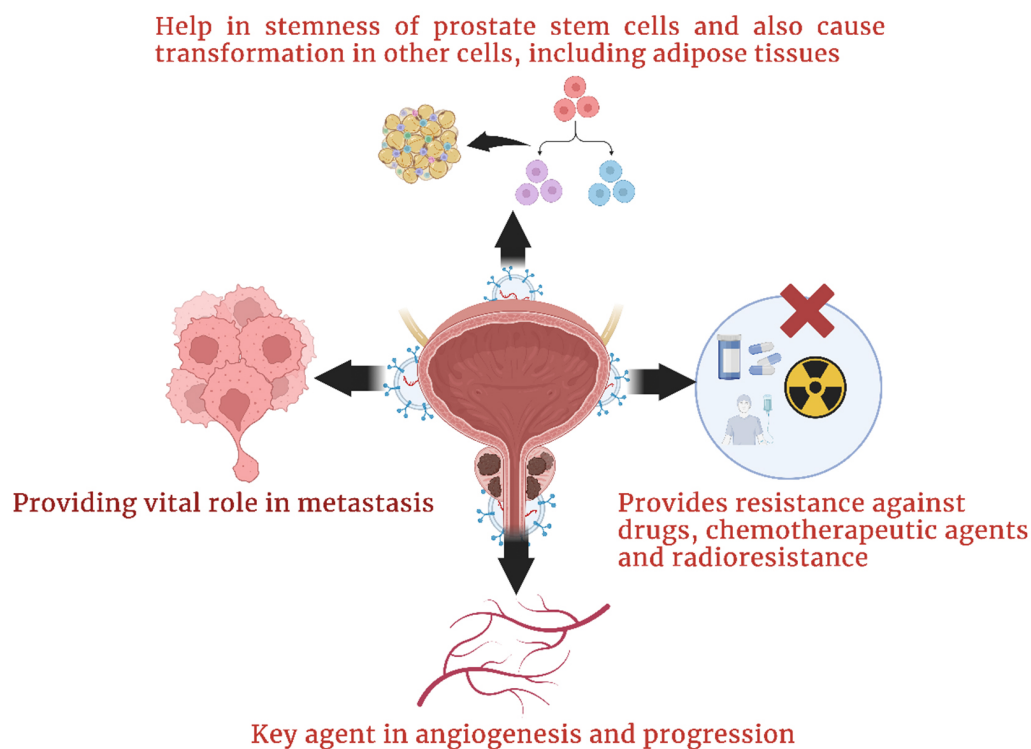 Help in stemness of prostate stem cells and also cause
transformation in other cells, including adipose tissues
Providing vital role in metastasis
Provides resistance against
drugs, chemotherapeutic agents
and radioresistance
Key agent in angiogenesis and progression